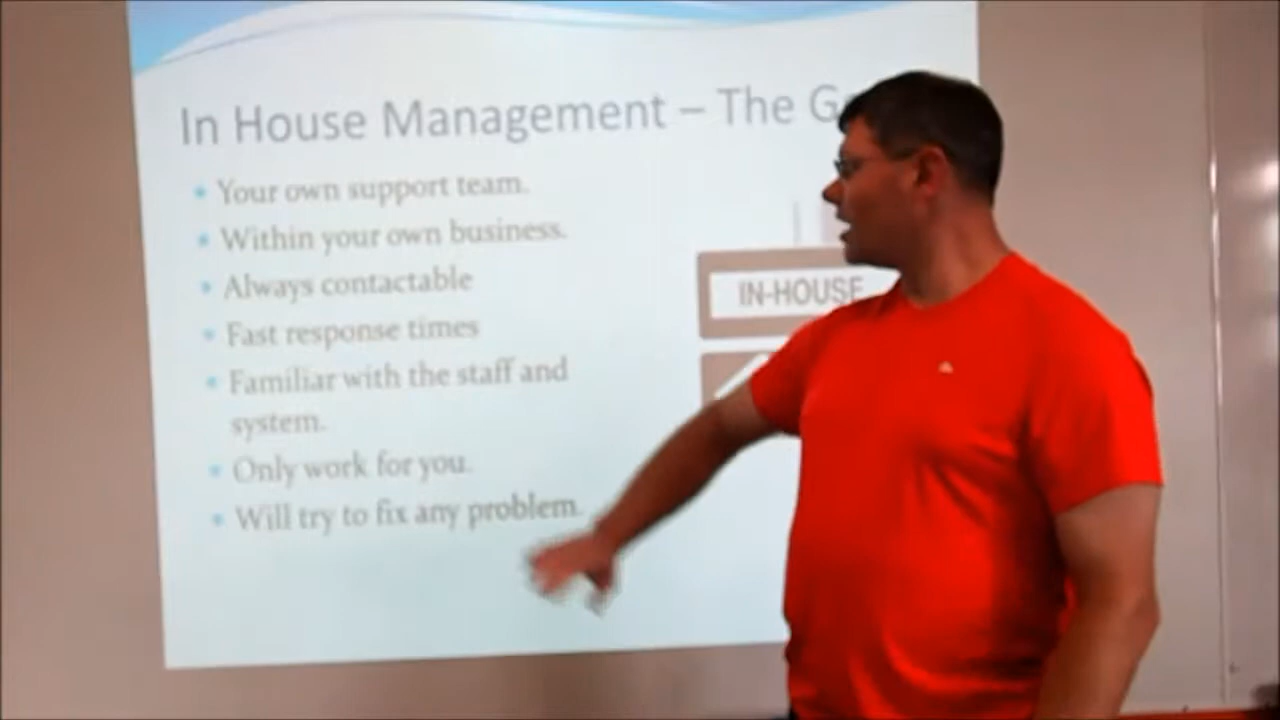 In House Management – The G
• Your own support team.
• Within your own business.
• Always contactable
• Fast response times
• Familiar with the staff and
system.
• Only work for you.
• Will try to fix any problem.
IN-HOUSE